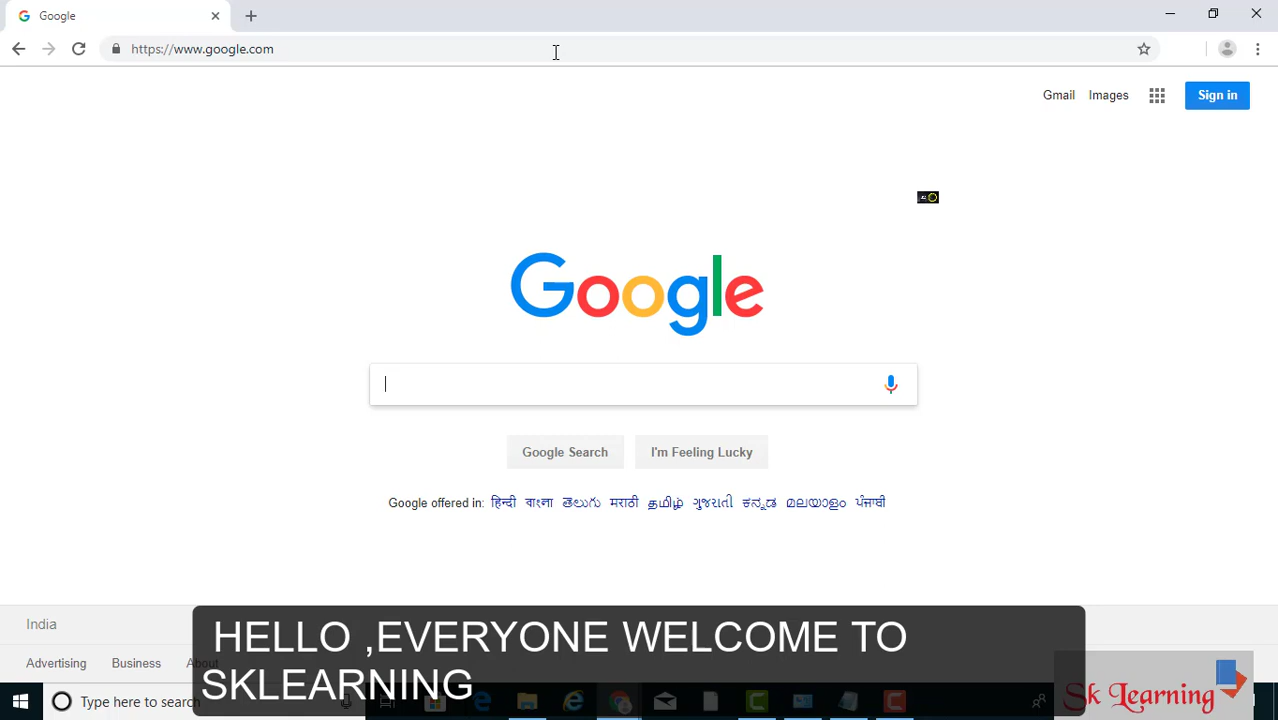 Google
https://www.google.com
Gmail Images Sign in
Google
Google Search I'm Feeling Lucky
Google offered in: हिन्दी বাংলা తెలుగు मराठी தமிழ் ગુજરાતી ಕನ್ನಡ മലയാളം ਪੰਜਾਬੀ
India
HELLO ,EVERYONE WELCOME TO
SKLEARNING
Advertising Business About
Type here to search
Sk Learning